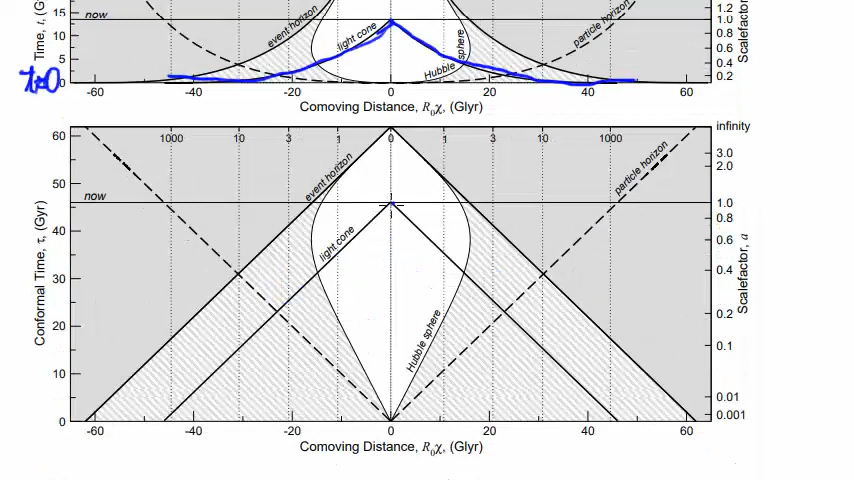 15
now
10
5
0
Time, t, (Gy
event horizon
light cone
Hubble sphere
particle horizon
1.2
1.0
0.8
0.6
0.4
0.2
Scalefactor
t=0
-60 -40 -20 0 20 40 60
Comoving Distance, R₀χ, (Glyr)
60
50
40
30
20
10
0
Conformal Time, τ, (Gyr)
1000 10 3 1 0 1 3 10 1000
now
event horizon
light cone
Hubble sphere
particle horizon
infinity
3.0
2.0
1.0
0.8
0.6
0.4
0.2
0.1
0.01
0.001
Scalefactor, a
-60 -40 -20 0 20 40 60
Comoving Distance, R₀χ, (Glyr)